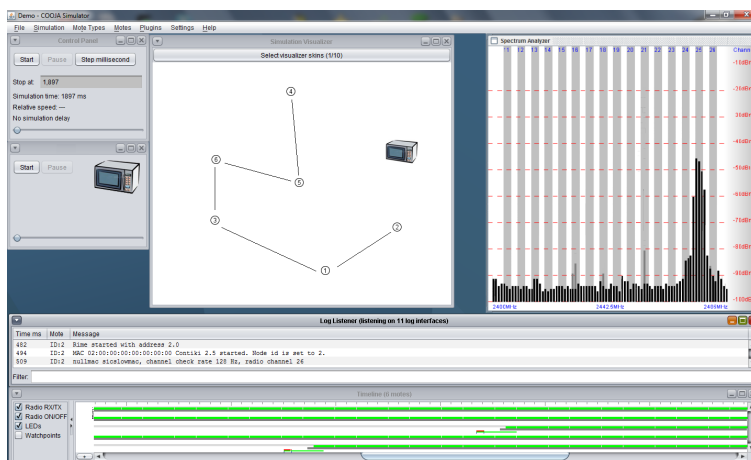 Demo - COOJA Simulator
File Simulation Mote Types Motes Plugins Settings Help
Control Panel
Start Pause Step millisecond
Stop at: 1,897
Simulation time: 1897 ms
Relative speed: ---
No simulation delay
Start Pause
Simulation Visualizer
Select visualizer skins (1/10)
4
6
5
3
2
1
Spectrum Analyzer
11 12 13 14 15 16 17 18 19 20 21 22 23 24 25 26 Chann
-10dBm
-20dBm
-30dBm
-40dBm
-50dBm
-60dBm
-70dBm
-80dBm
-90dBm
-100dB
2400MHz 2442.5MHz 2485MHz
Log Listener (listening on 11 log interfaces)
Time ms Mote Message
482 ID:2 Rime started with address 2.0
494 ID:2 MAC 02:00:00:00:00:00:00:00 Contiki 2.5 started. Node id is set to 2.
509 ID:2 nullmac sicslowmac, channel check rate 128 Hz, radio channel 26
Filter:
Timeline (6 motes)
Radio RX/TX
Radio ON/OFF
LEDs
Watchpoints